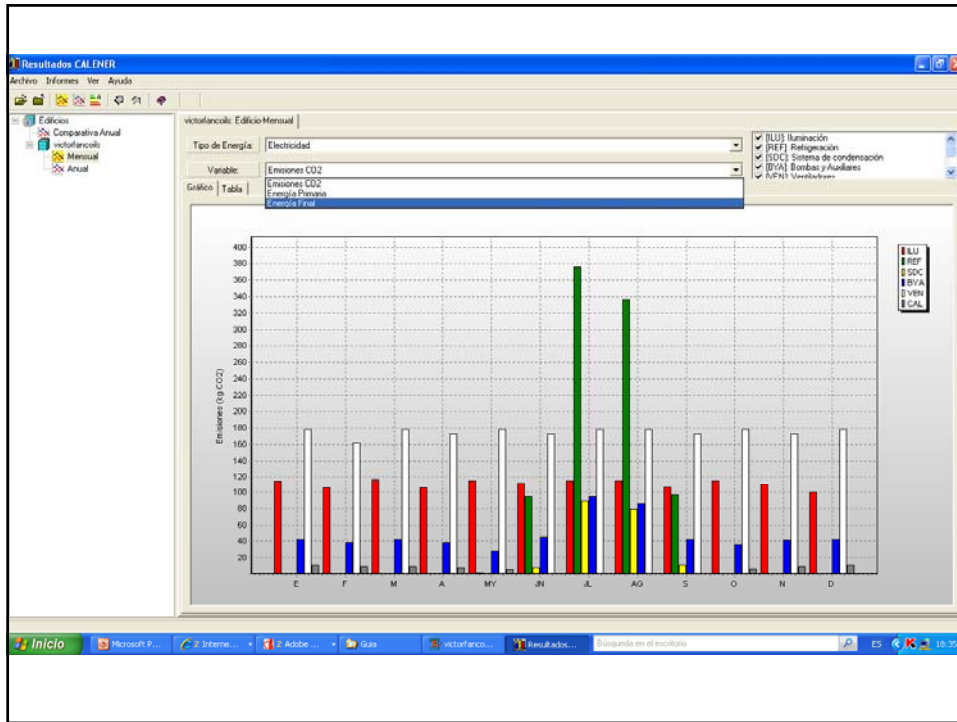 Resultados CALENER
Archivo Informes Ver Ayuda
Edificios
Comparativa Anual
victorfancoils
Mensual
Anual
victorfancoils: Edificio-Mensual
Tipo de Energía: Electricidad
Variable: Emisiones CO2
Emisiones CO2
Energía Primaria
Energía Final
[ILU]: Iluminación
[REF]: Refrigeración
[SDC]: Sistema de condensación
[BYA]: Bombas y Auxiliares
[VEN]: Ventiladores
Gráfico Tabla
Emisiones (kg CO2)
400
380
360
340
320
300
280
260
240
220
200
180
160
140
120
100
80
60
40
20
E F M A MY JN JL AG S O N D
ILU
REF
SDC
BYA
VEN
CAL
Inicio Microsoft P... 2 Interne... 2 Adobe ... Guia victorfanco... Resultados... Búsqueda en el escritorio ES 18:35